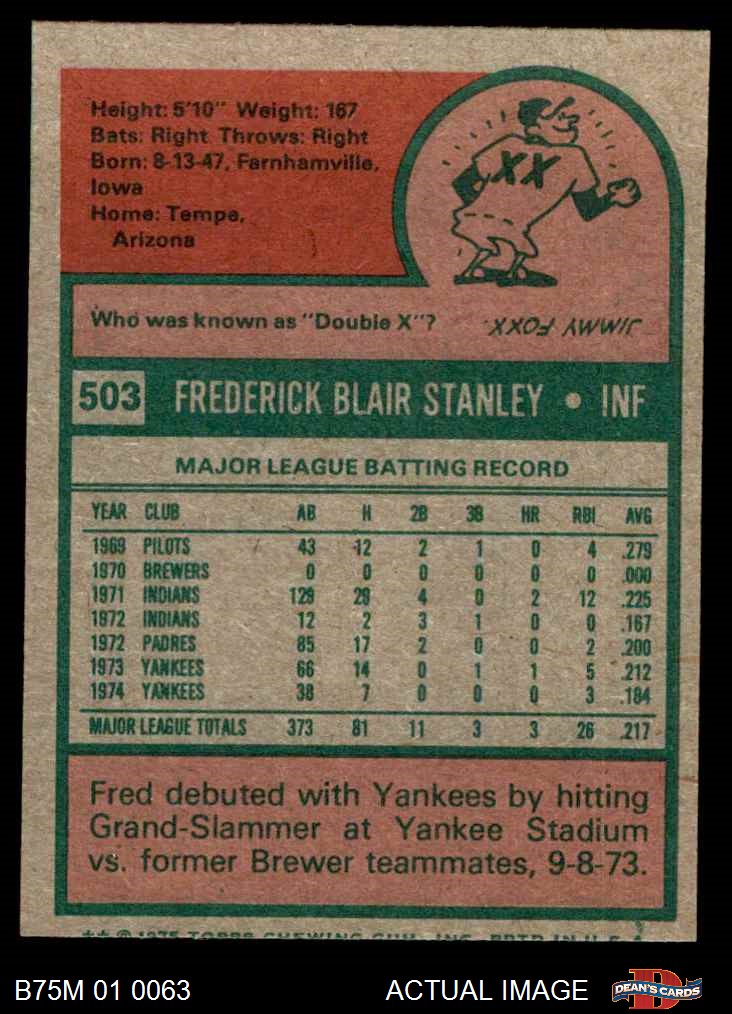 Height: 5'10" Weight: 167
Bats: Right Throws: Right
Born: 8-13-47, Farnhamville,
Iowa
Home: Tempe,
Arizona
XX
Who was known as "Double X"?
JIMMY FOXX.
503 FREDERICK BLAIR STANLEY • INF
MAJOR LEAGUE BATTING RECORD
YEAR CLUB AB H 2B 3B HR RBI AVG
1969 PILOTS 43 12 2 1 0 4 .279
1970 BREWERS 0 0 0 0 0 0 .000
1971 INDIANS 129 29 4 0 2 12 .225
1972 INDIANS 12 2 3 1 0 0 .167
1972 PADRES 85 17 2 0 0 2 .200
1973 YANKEES 66 14 0 1 1 5 .212
1974 YANKEES 38 7 0 0 0 3 .184
MAJOR LEAGUE TOTALS 373 81 11 3 3 26 .217
Fred debuted with Yankees by hitting
Grand-Slammer at Yankee Stadium
vs. former Brewer teammates, 9-8-73.
** © 1975 TOPPS CHEWING GUM, INC. PRTD IN U.S.A.
B75M 01 0063 ACTUAL IMAGE D DEAN'S CARDS